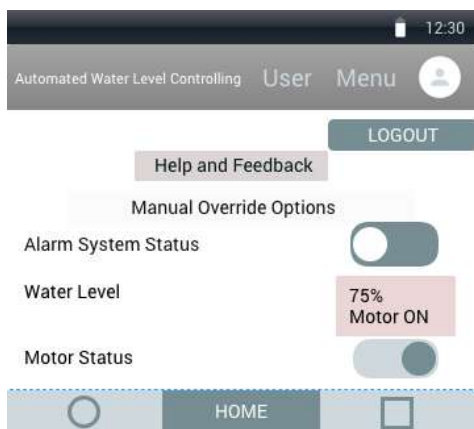 12:30
Automated Water Level Controlling User Menu
LOGOUT
Help and Feedback
Manual Override Options
Alarm System Status
Water Level
75%
Motor ON
Motor Status
HOME